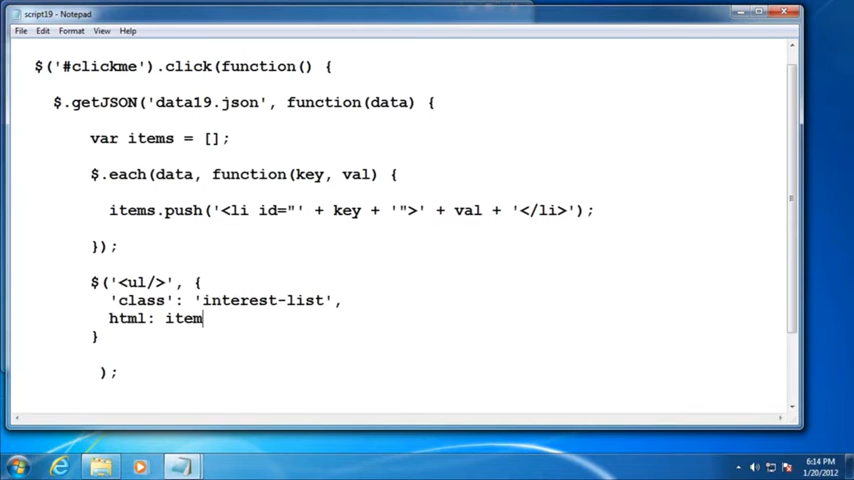 script19 - Notepad
File Edit Format View Help
$('#clickme').click(function() {
$.getJSON('data19.json', function(data) {
var items = [];
$.each(data, function(key, val) {
items.push('<li id="' + key + '">' + val + '</li>');
});
$('<ul/>', {
'class': 'interest-list',
html: item
}
);
6:14 PM
1/20/2012